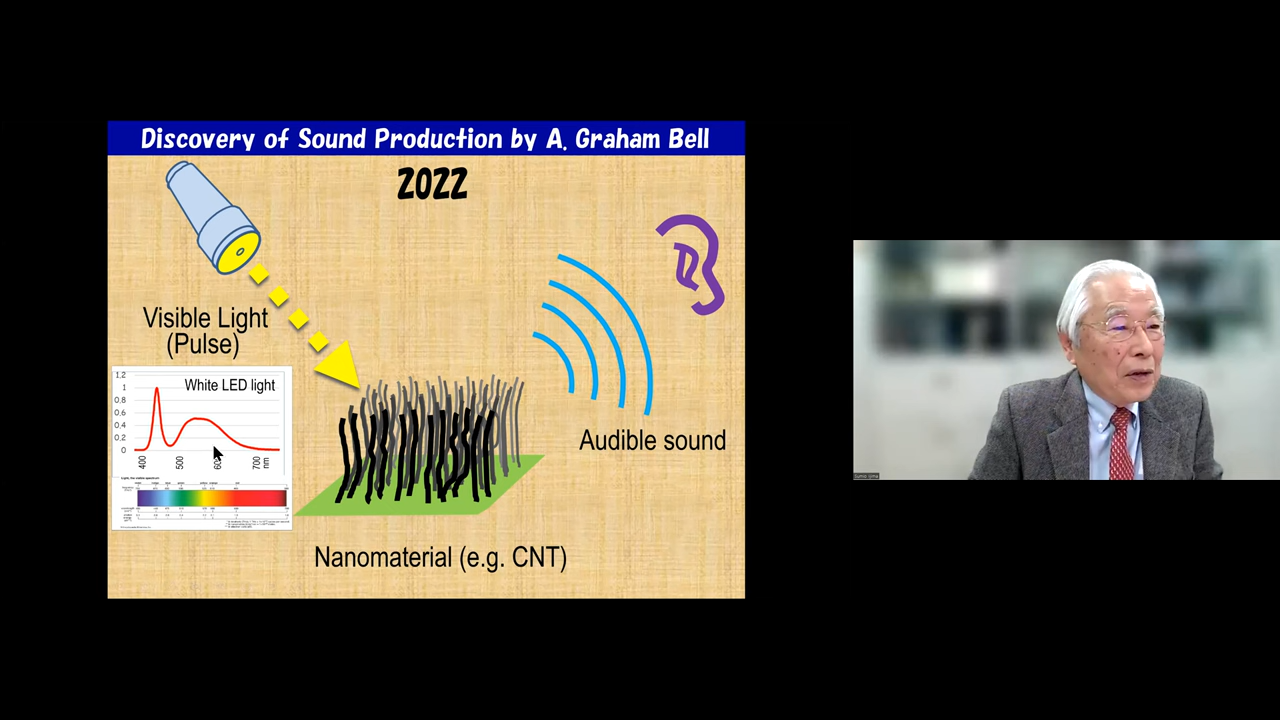 Discovery of Sound Production by A. Graham Bell
2022
Visible Light
(Pulse)
White LED light
1,2
1
0,8
0,6
0,4
0,2
0
400
500
700
nm
Audible sound
Nanomaterial (e.g. CNT)